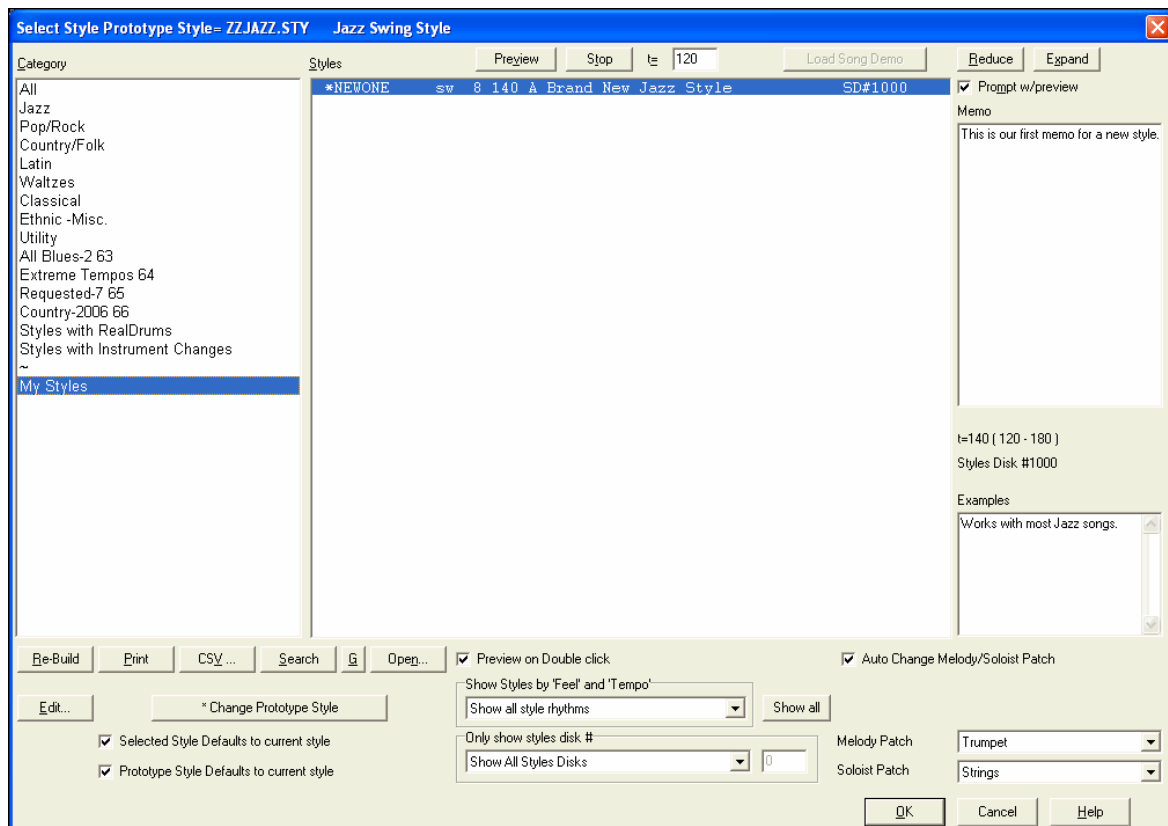 Select Style Prototype Style= ZZJAZZ.STY Jazz Swing Style
Category
All
Jazz
Pop/Rock
Country/Folk
Latin
Waltzes
Classical
Ethnic -Misc.
Utility
All Blues-2 63
Extreme Tempos 64
Requested-7 65
Country-2006 66
Styles with RealDrums
Styles with Instrument Changes
~
My Styles
Styles Preview Stop t= 120 Load Song Demo
*NEWONE sw 8 140 A Brand New Jazz Style SD#1000
Reduce Expand
Prompt w/preview
Memo
This is our first memo for a new style.
t=140 ( 120 - 180 )
Styles Disk #1000
Examples
Works with most Jazz songs.
Re-Build Print CSV ... Search G Open... Preview on Double click Auto Change Melody/Soloist Patch
Edit... * Change Prototype Style
Selected Style Defaults to current style
Prototype Style Defaults to current style
Show Styles by 'Feel' and 'Tempo'
Show all style rhythms Show all
Only show styles disk #
Show All Styles Disks 0
Melody Patch Trumpet
Soloist Patch Strings
OK Cancel Help